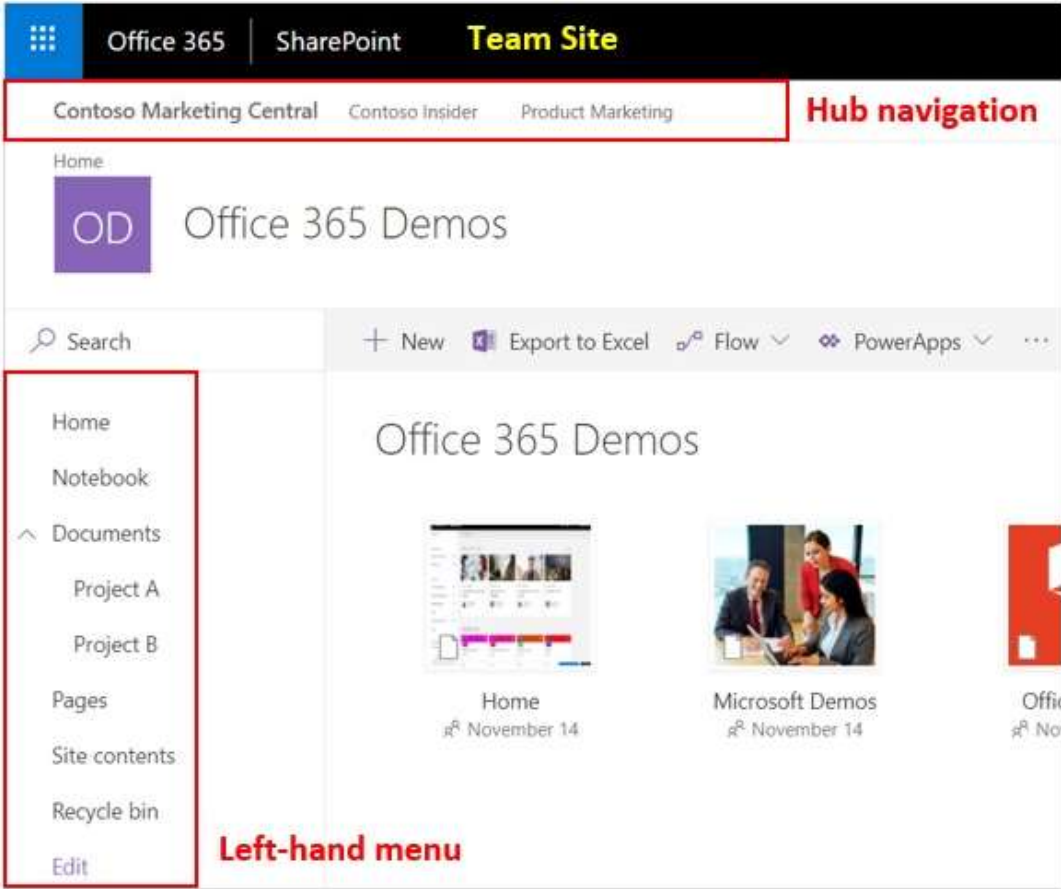 Office 365 SharePoint Team Site
Contoso Marketing Central Contoso Insider Product Marketing Hub navigation
Home
OD Office 365 Demos
Search
+ New Export to Excel Flow PowerApps ...
Home
Notebook
Documents
Project A
Project B
Pages
Site contents
Recycle bin
Edit
Left-hand menu
Office 365 Demos
Home Microsoft Demos Offi
November 14 November 14 No